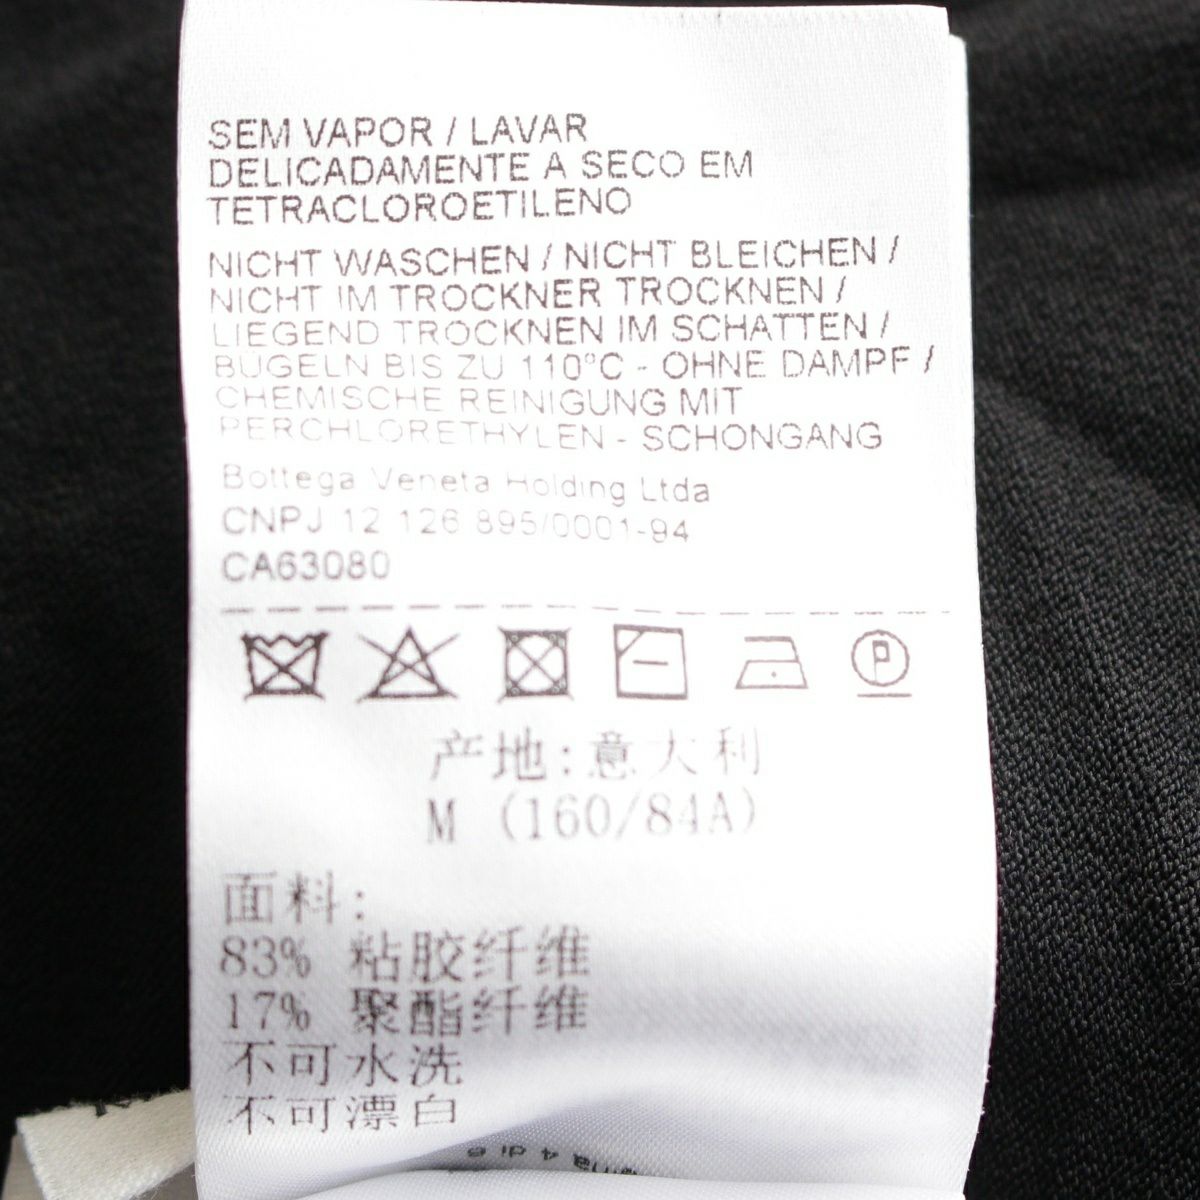 SEM VAPOR / LAVAR
DELICADAMENTE A SECO EM
TETRACLOROETILENO
NICHT WASCHEN / NICHT BLEICHEN /
NICHT IM TROCKNER TROCKNEN /
LIEGEND TROCKNEN IM SCHATTEN /
BÜGELN BIS ZU 110°C - OHNE DAMPF /
CHEMISCHE REINIGUNG MIT
PERCHLORETHYLEN - SCHONGANG
Bottega Veneta Holding Ltda
CNPJ 12 126 895/0001-94
CA63080
P
产地:意大利
M (160/84A)
面料:
83% 粘胶纤维
17% 聚酯纤维
不可水洗
不可漂白
4 di 6